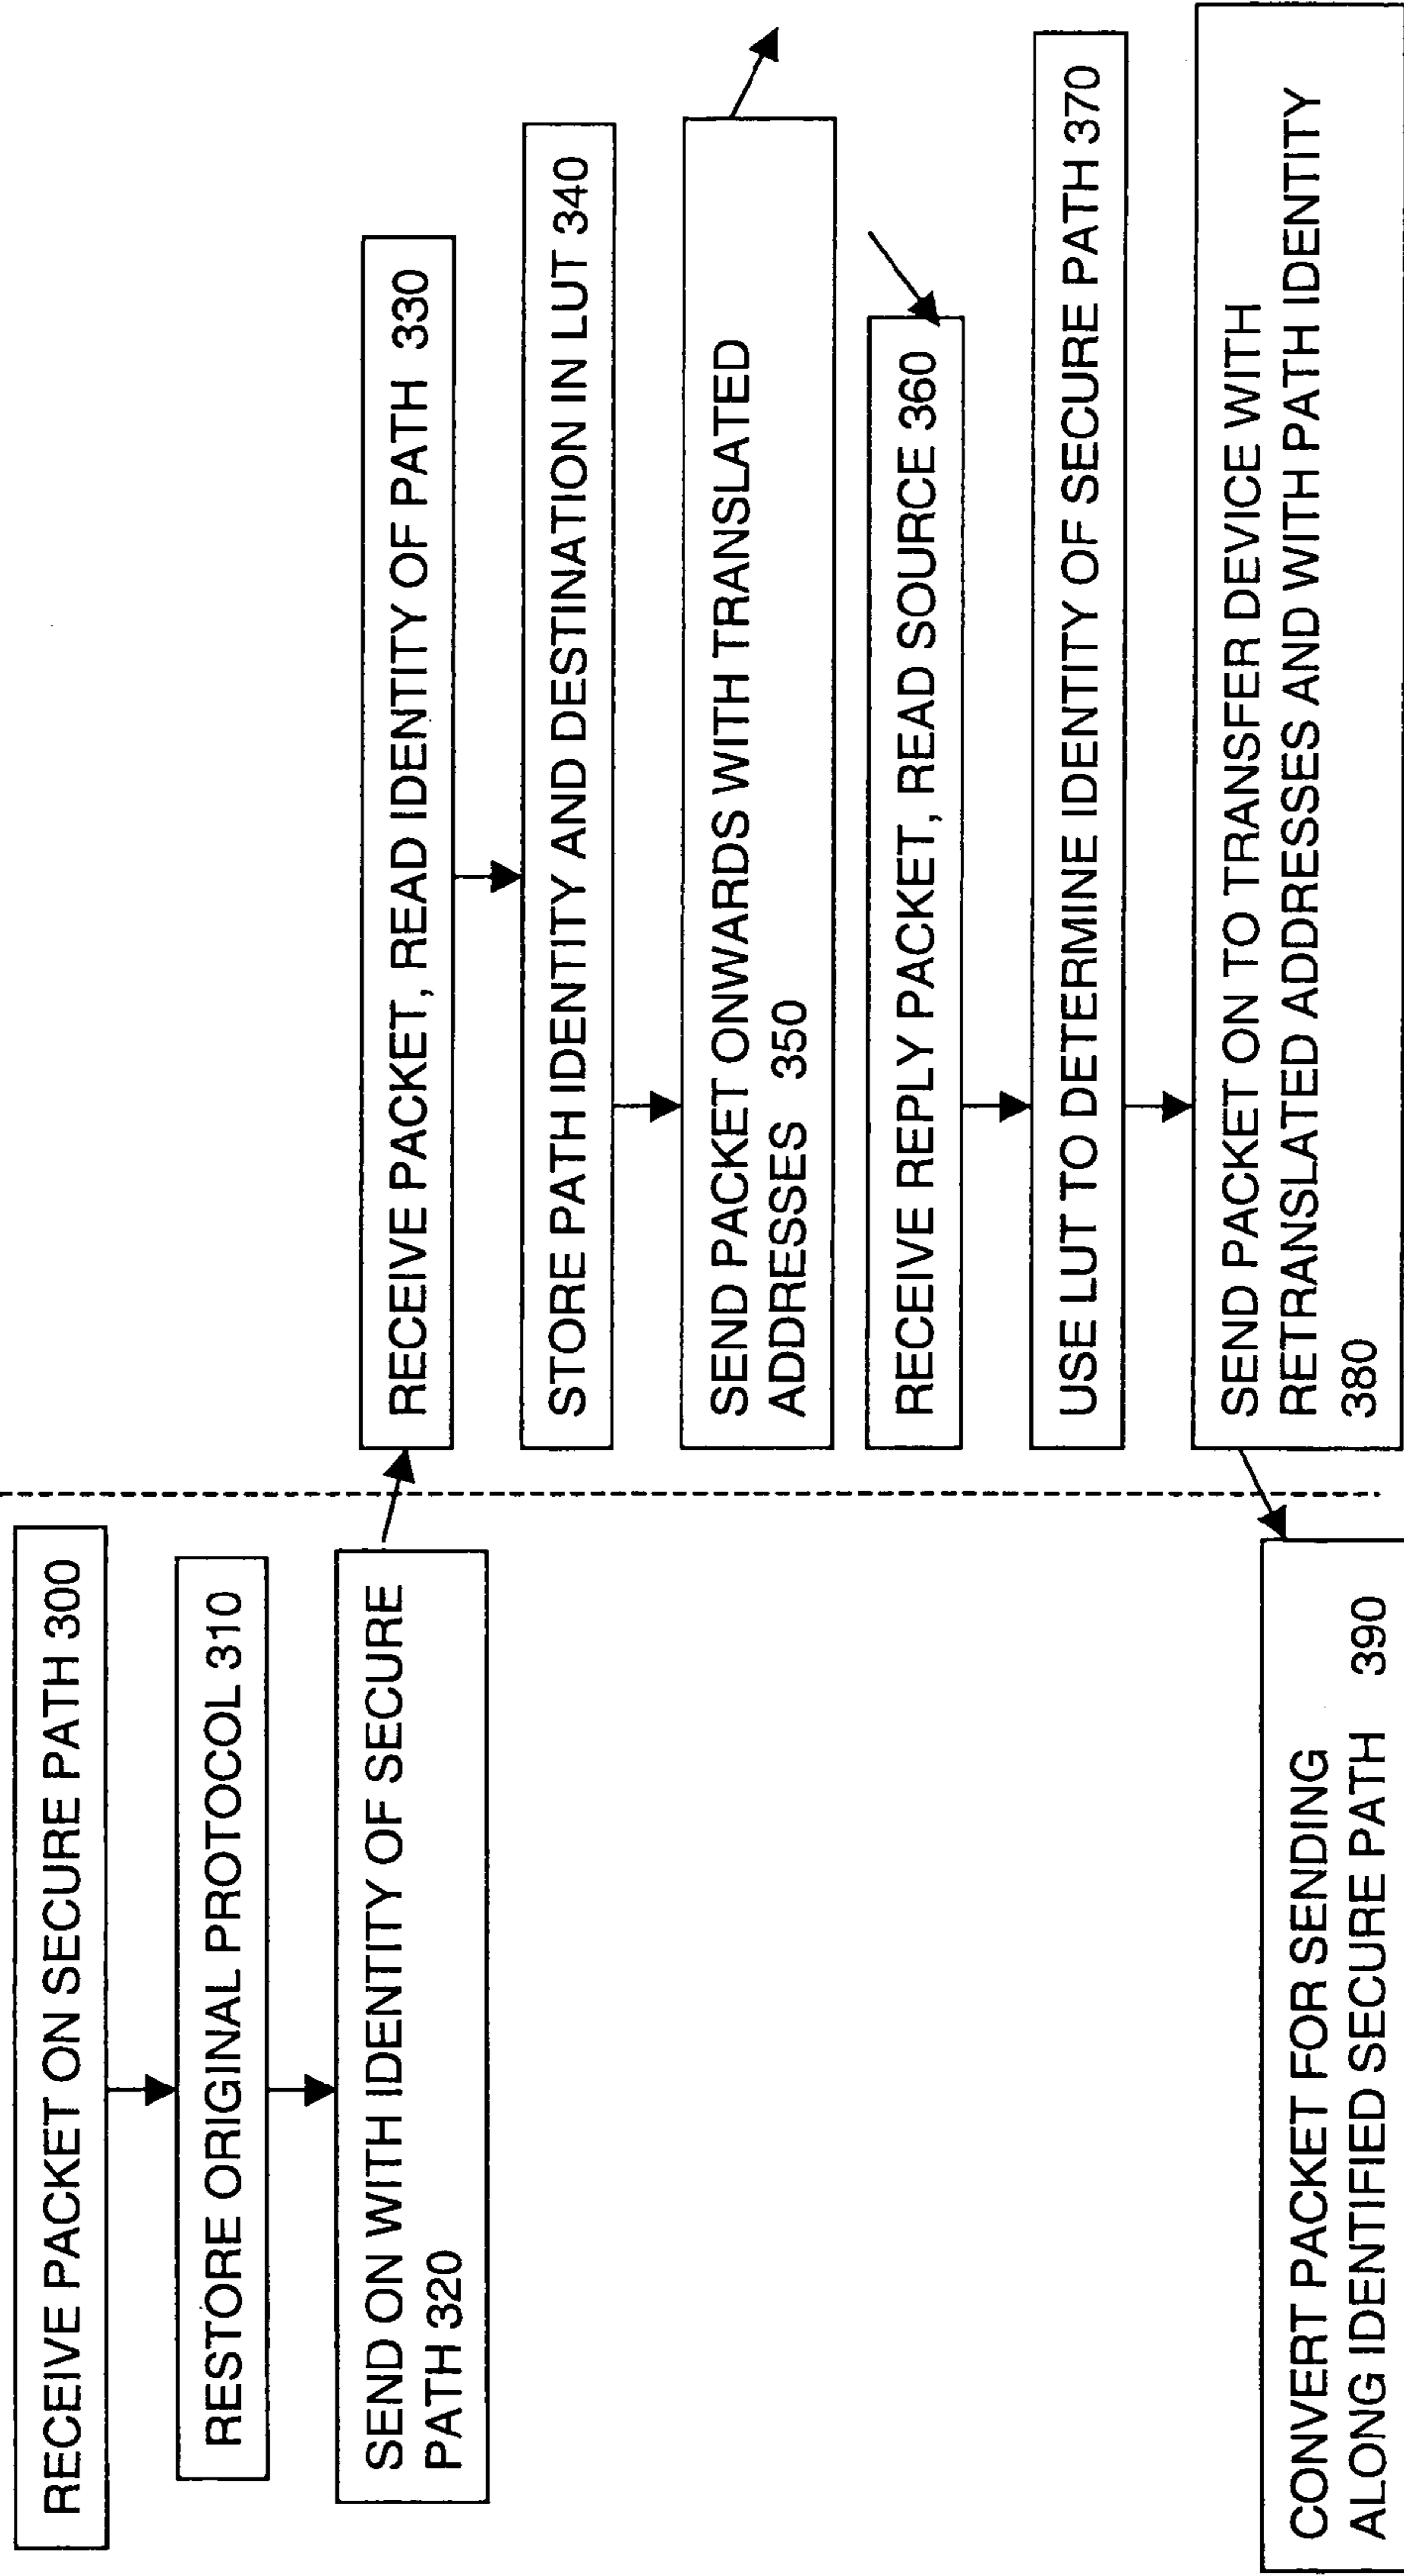 RECEIVE PACKET ON SECURE PATH 300
RESTORE ORIGINAL PROTOCOL 310
SEND ON WITH IDENTITY OF SECURE
PATH 320
RECEIVE PACKET, READ IDENTITY OF PATH 330
STORE PATH IDENTITY AND DESTINATION IN LUT 340
SEND PACKET ONWARDS WITH TRANSLATED
ADDRESSES 350
RECEIVE REPLY PACKET, READ SOURCE 360
USE LUT TO DETERMINE IDENTITY OF SECURE PATH 370
SEND PACKET ON TO TRANSFER DEVICE WITH
RETRANSLATED ADDRESSES AND WITH PATH IDENTITY
380
CONVERT PACKET FOR SENDING
ALONG IDENTIFIED SECURE PATH 390